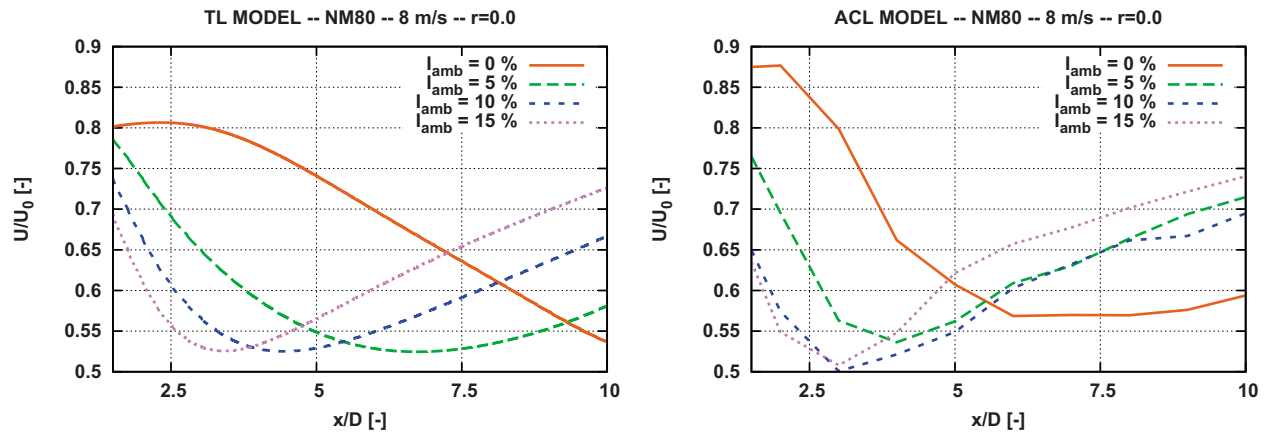 TL MODEL -- NM80 -- 8 m/s -- r=0.0
0.9
0.85
0.8
0.75
0.7
0.65
0.6
0.55
0.5
U/U0 [-]
Iamb = 0 %
Iamb = 5 %
Iamb = 10 %
Iamb = 15 %
2.5
5
7.5
10
x/D [-]
ACL MODEL -- NM80 -- 8 m/s -- r=0.0
0.9
0.85
0.8
0.75
0.7
0.65
0.6
0.55
0.5
U/U0 [-]
Iamb = 0 %
Iamb = 5 %
Iamb = 10 %
Iamb = 15 %
2.5
5
7.5
10
x/D [-]